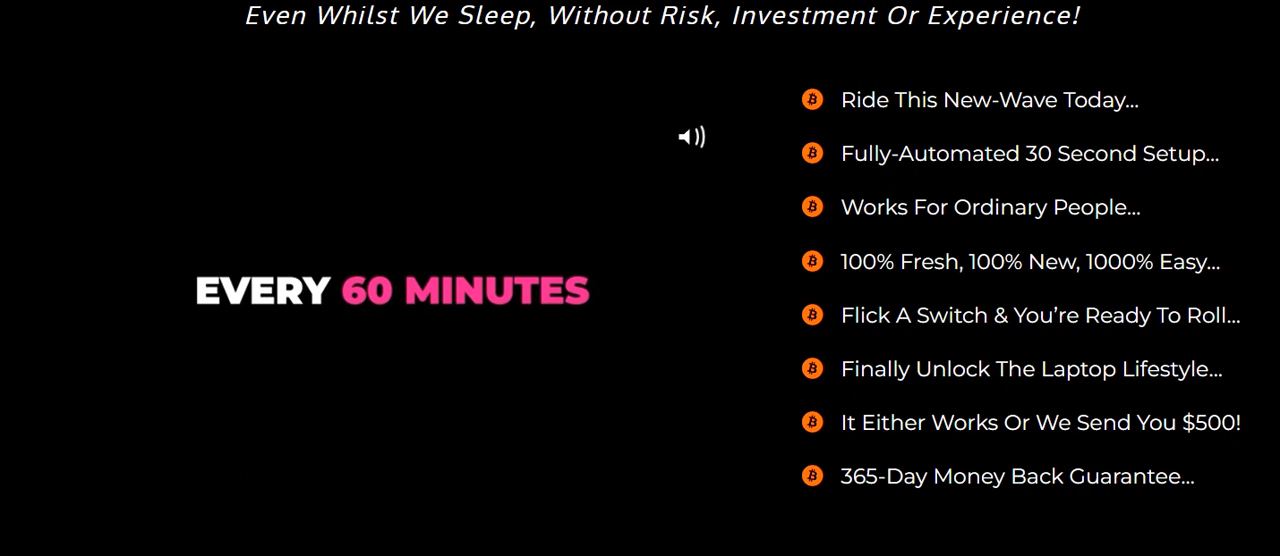 Even Whilst We Sleep, Without Risk, Investment Or Experience!
EVERY 60 MINUTES
Ride This New-Wave Today...
Fully-Automated 30 Second Setup...
Works For Ordinary People...
100% Fresh, 100% New, 1000% Easy...
Flick A Switch & You’re Ready To Roll...
Finally Unlock The Laptop Lifestyle...
It Either Works Or We Send You $500!
365-Day Money Back Guarantee...